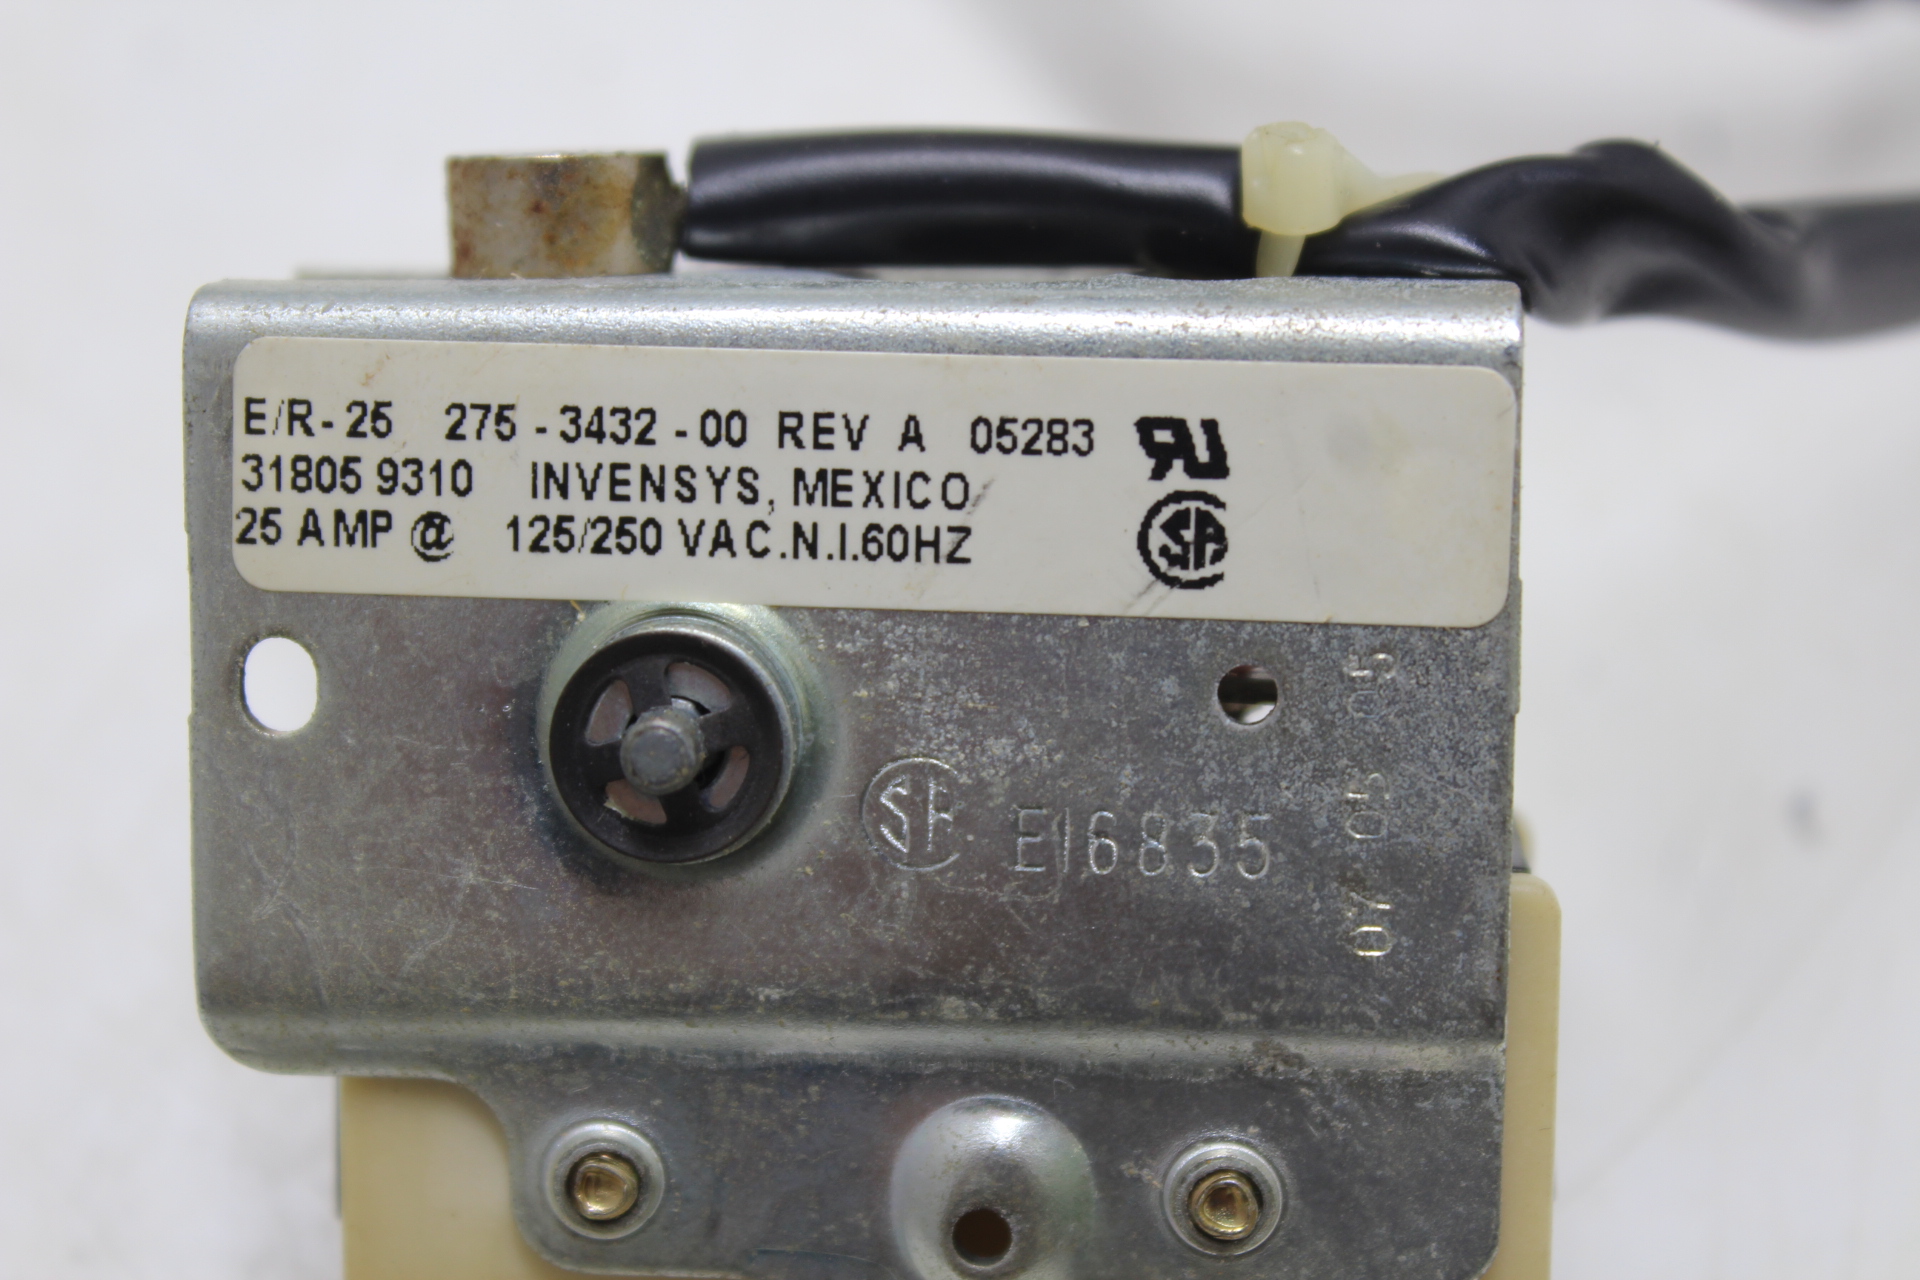 E/R-25 275-3432-00 REV A 05283
31805 9310 INVENSYS, MEXICO
25 AMP @ 125/250 VAC.N.I.60HZ
E16835
07 05 05